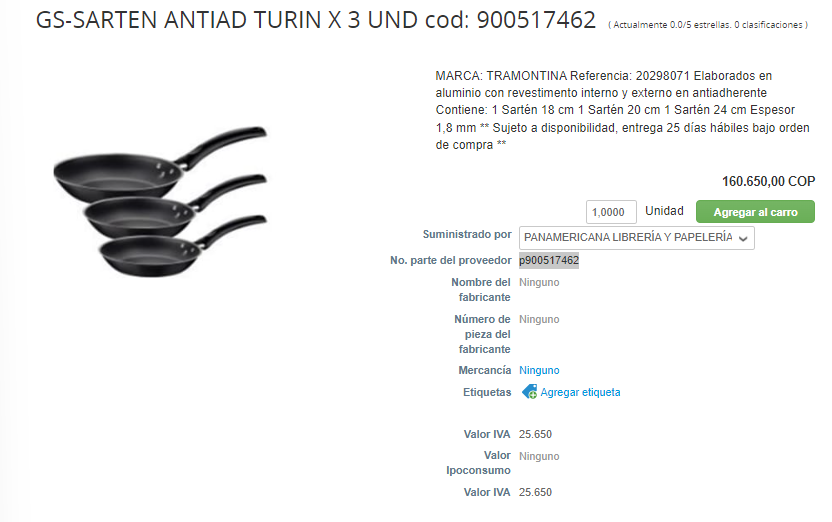 GS-SARTEN ANTIAD TURIN X 3 UND cod: 900517462 ( Actualmente 0.0/5 estrellas. 0 clasificaciones )
MARCA: TRAMONTINA Referencia: 20298071 Elaborados en
aluminio con revestimento interno y externo en antiadherente
Contiene: 1 Sartén 18 cm 1 Sartén 20 cm 1 Sartén 24 cm Espesor
1,8 mm ** Sujeto a disponibilidad, entrega 25 días hábiles bajo orden
de compra **
160.650,00 COP
1,0000 Unidad Agregar al carro
Suministrado por PANAMERICANA LIBRERÍA Y PAPELERÍA
No. parte del proveedor p900517462
Nombre del Ninguno
fabricante
Número de Ninguno
pieza del
fabricante
Mercancía Ninguno
Etiquetas Agregar etiqueta
Valor IVA 25.650
Valor Ninguno
Ipoconsumo
Valor IVA 25.650